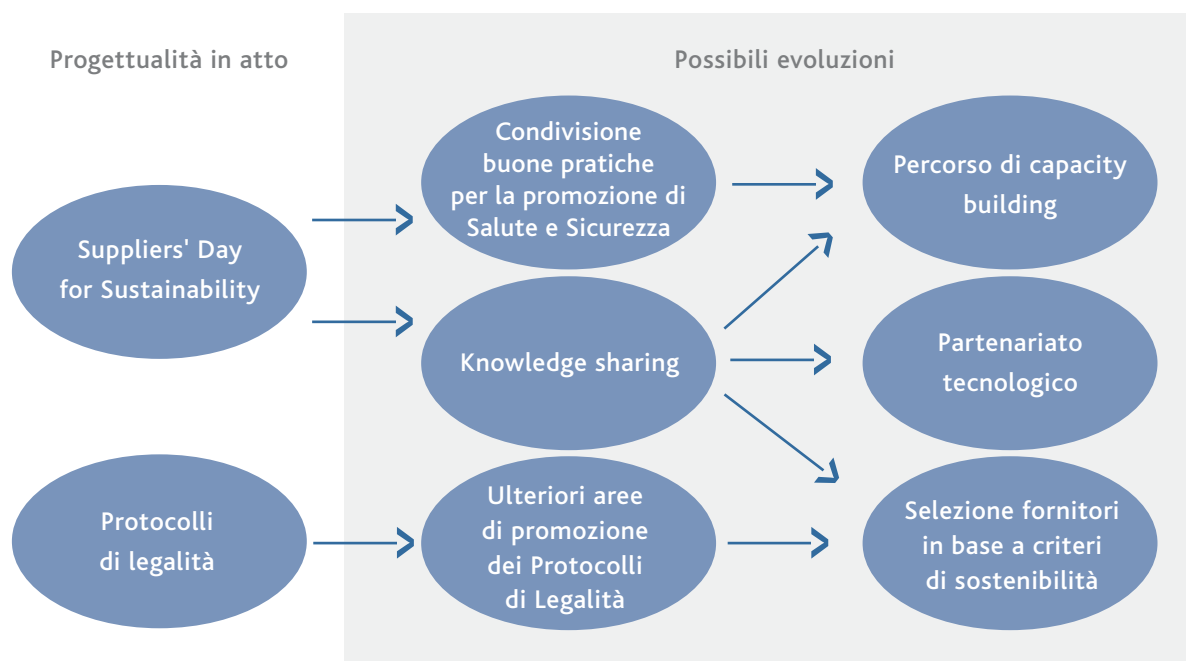 Progettualità in atto
Possibili evoluzioni
Suppliers' Day
for Sustainability
Protocolli
di legalità
Condivisione
buone pratiche
per la promozione di
Salute e Sicurezza
Knowledge sharing
Ulteriori aree
di promozione
dei Protocolli
di Legalità
Percorso di capacity
building
Partenariato
tecnologico
Selezione fornitori
in base a criteri
di sostenibilità